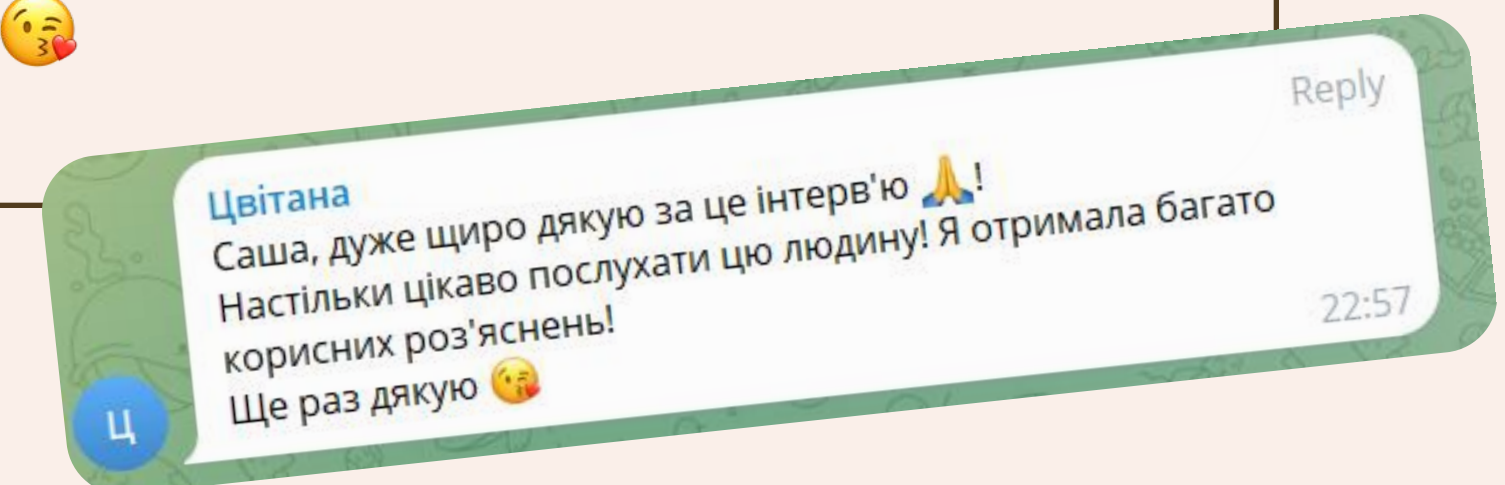 😘
Reply
Цвітана
Саша, дуже щиро дякую за це інтерв'ю 🙏!
Настільки цікаво послухати цю людину! Я отримала багато
корисних роз'яснень!
Ще раз дякую 😘
22:57
Ц